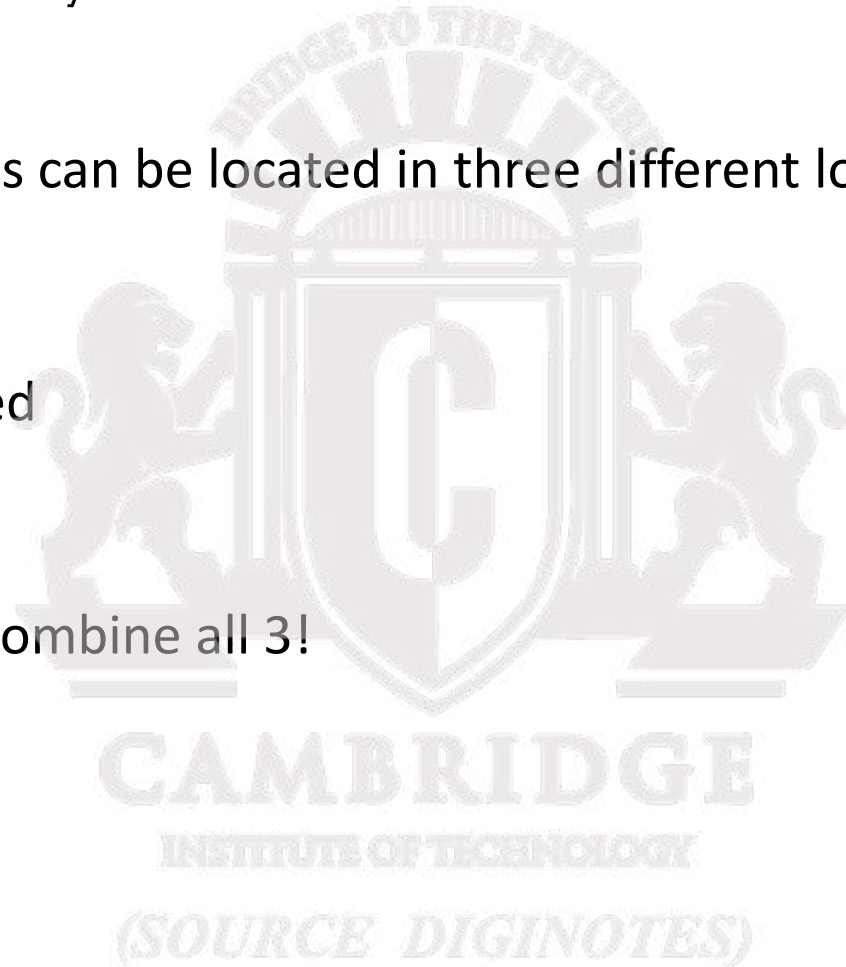 s can be located in three different lo
ed
ombine all 3!
BRIDGE TO THE FUTURE
C
CAMBRIDGE
INSTITUTE OF TECHNOLOGY
(SOURCE DIGINOTES)